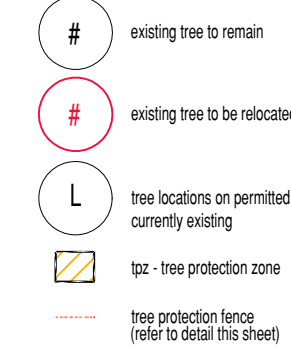 #
existing tree to remain
#
existing tree to be relocated
L
tree locations on permitted
currently existing
tpz - tree protection zone
tree protection fence
(refer to detail this sheet)